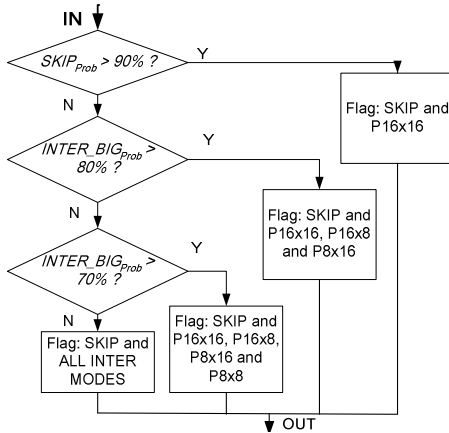 IN
SKIPProb > 90% ?
Y
N
Flag: SKIP and
P16x16
INTER_BIGProb >
80% ?
Y
N
Flag: SKIP and
P16x16, P16x8
and P8x16
INTER_BIGProb >
70% ?
Y
N
Flag: SKIP and
P16x16, P16x8,
P8x16 and
P8x8
Flag: SKIP and
ALL INTER
MODES
OUT